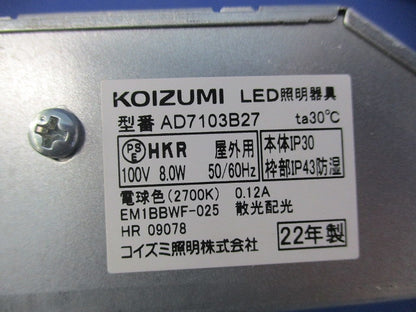 KOIZUMI LED照明器具
型番 AD7103B27 ta30℃
PSE HKR 屋外用 本体IP30
100V 8.0W 50/60Hz 枠部IP43防湿
電球色(2700K) 0.12A
EM1BBWF-025 散光配光
HR 09078
コイズミ照明株式会社 22年製